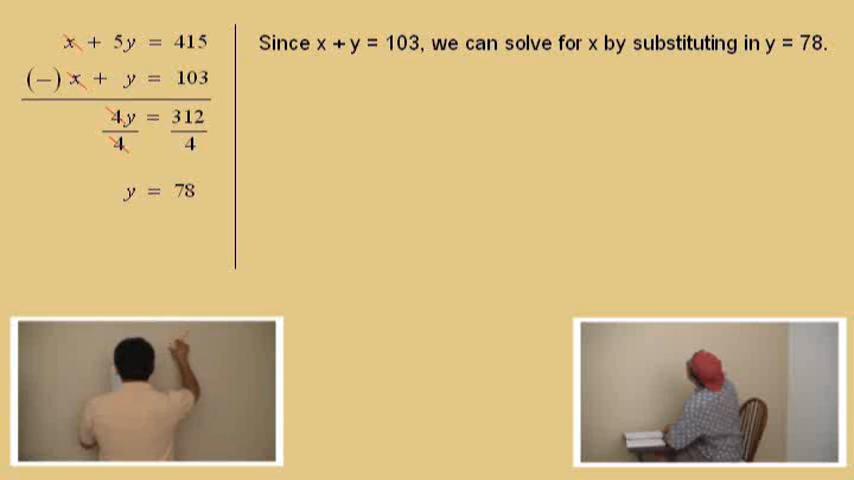 x + 5y = 415
(−) x + y = 103
4y = 312
4 4
y = 78
Since x + y = 103, we can solve for x by substituting in y = 78.